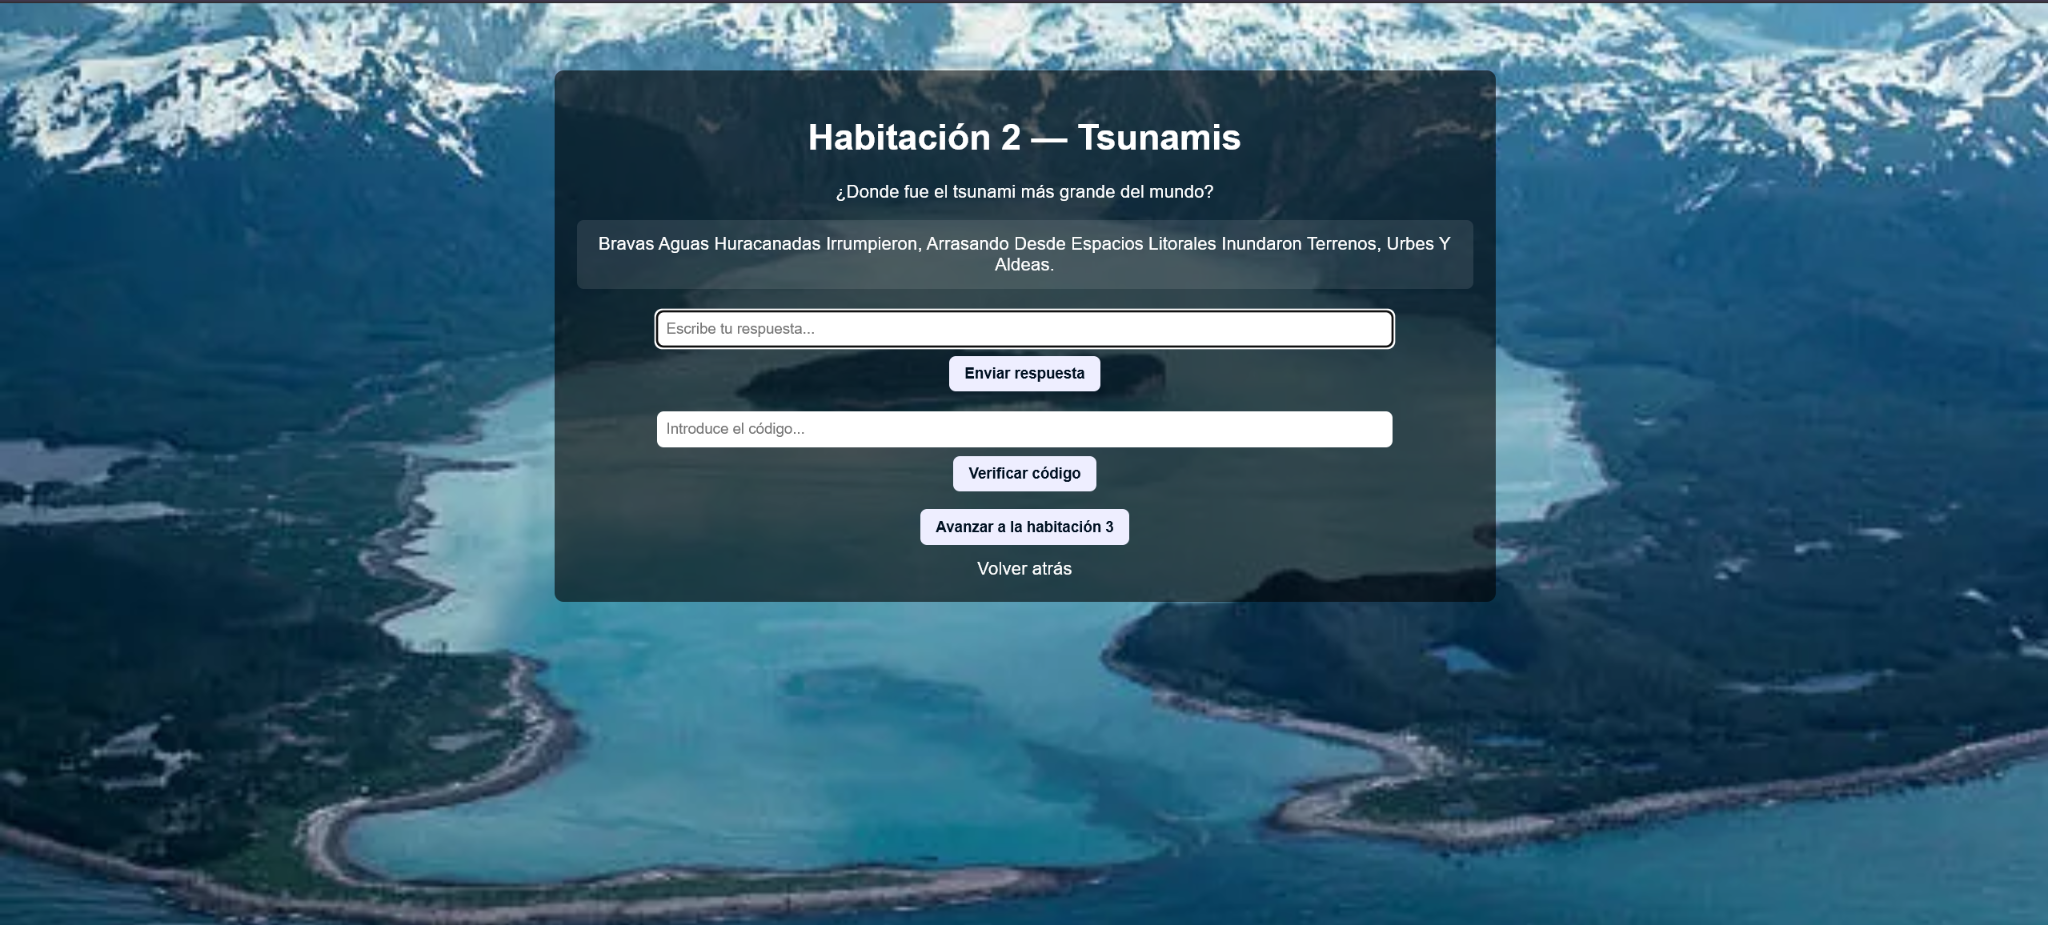 Habitación 2 — Tsunamis
¿Donde fue el tsunami más grande del mundo?
Bravas Aguas Huracanadas Irrumpieron, Arrasando Desde Espacios Litorales Inundaron Terrenos, Urbes Y
Aldeas.
Escribe tu respuesta...
Enviar respuesta
Introduce el código...
Verificar código
Avanzar a la habitación 3
Volver atrás